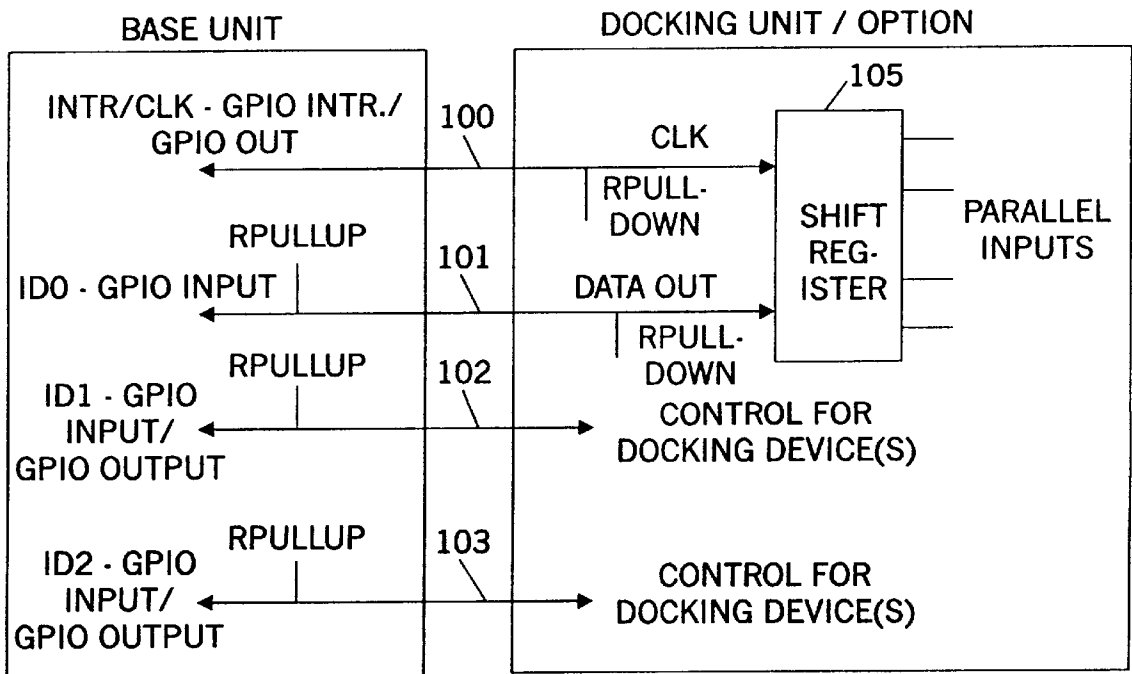 BASE UNIT
DOCKING UNIT / OPTION
INTR/CLK - GPIO INTR./
GPIO OUT
100
CLK
105
RPULL-
DOWN
SHIFT
REG-
ISTER
PARALLEL
INPUTS
RPULLUP
ID0 - GPIO INPUT
101
DATA OUT
RPULL-
DOWN
RPULLUP
ID1 - GPIO
INPUT/
GPIO OUTPUT
102
CONTROL FOR
DOCKING DEVICE(S)
RPULLUP
ID2 - GPIO
INPUT/
GPIO OUTPUT
103
CONTROL FOR
DOCKING DEVICE(S)